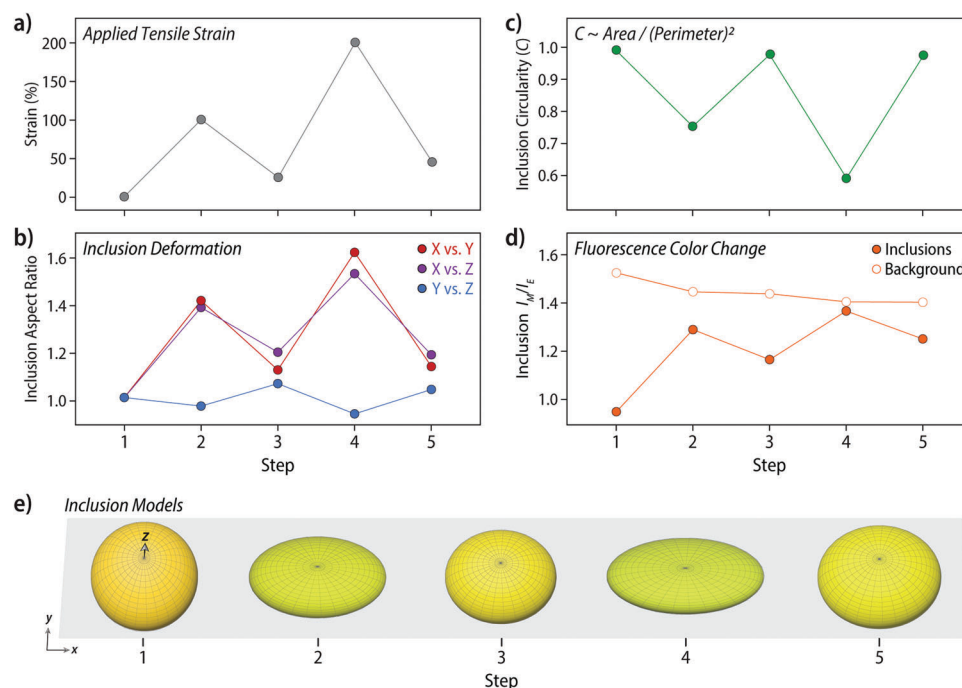 a)
Applied Tensile Strain
200
150
100
50
0
Strain (%)
c)
C ~ Area / (Perimeter)²
1.0
0.9
0.8
0.7
0.6
Inclusion Circularity (C)
b)
Inclusion Deformation
X vs. Y
X vs. Z
Y vs. Z
1.6
1.4
1.2
1.0
Inclusion Aspect Ratio
1 2 3 4 5
Step
d)
Fluorescence Color Change
Inclusions
Background
1.6
1.4
1.2
1.0
Inclusion I_M/I_E
1 2 3 4 5
Step
e)
Inclusion Models
z
y
x
1 2 3 4 5
Step